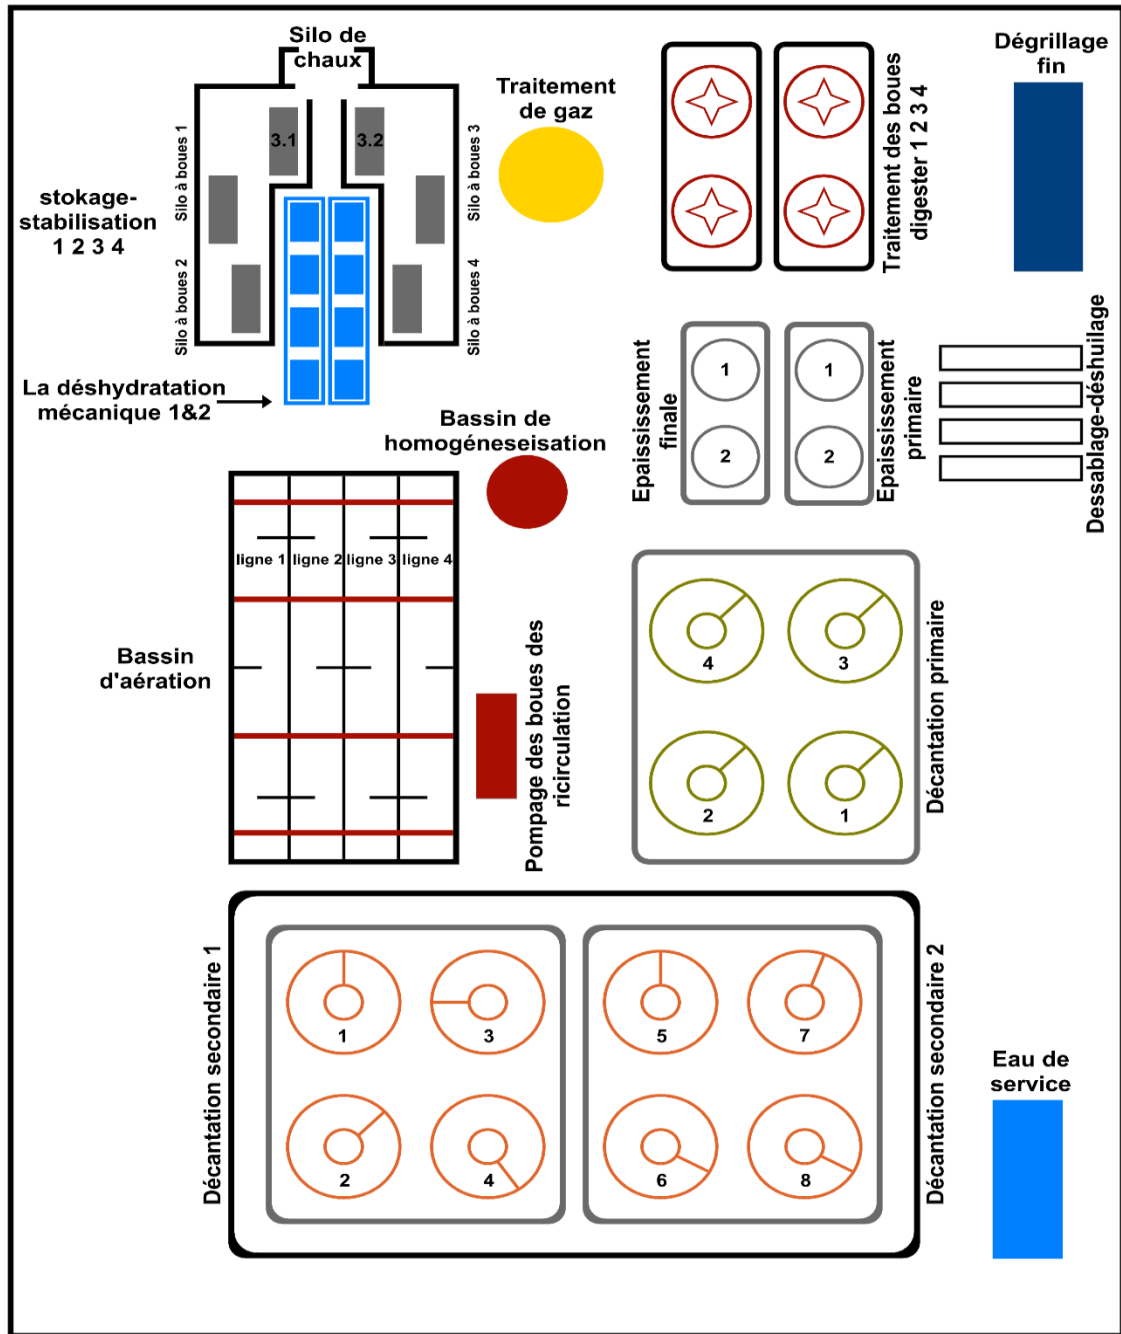 Silo de
chaux
3.1
3.2
Silo à boues 1
Silo à boues 2
Silo à boues 3
Silo à boues 4
stokage-
stabilisation
1 2 3 4
La déshydratation
mécanique 1&2
Traitement
de gaz
Traitement des boues
digester 1 2 3 4
Dégrillage
fin
Epaississement
finale
1
2
1
2
Epaississement
primaire
Dessablage-déshuilage
Bassin de
homogéneseisation
ligne 1
ligne 2
ligne 3
ligne 4
Bassin
d'aération
Pompage des boues des
ricirculation
4
3
2
1
Décantation primaire
Décantation secondaire 1
1
3
2
4
5
7
6
8
Décantation secondaire 2
Eau de
service